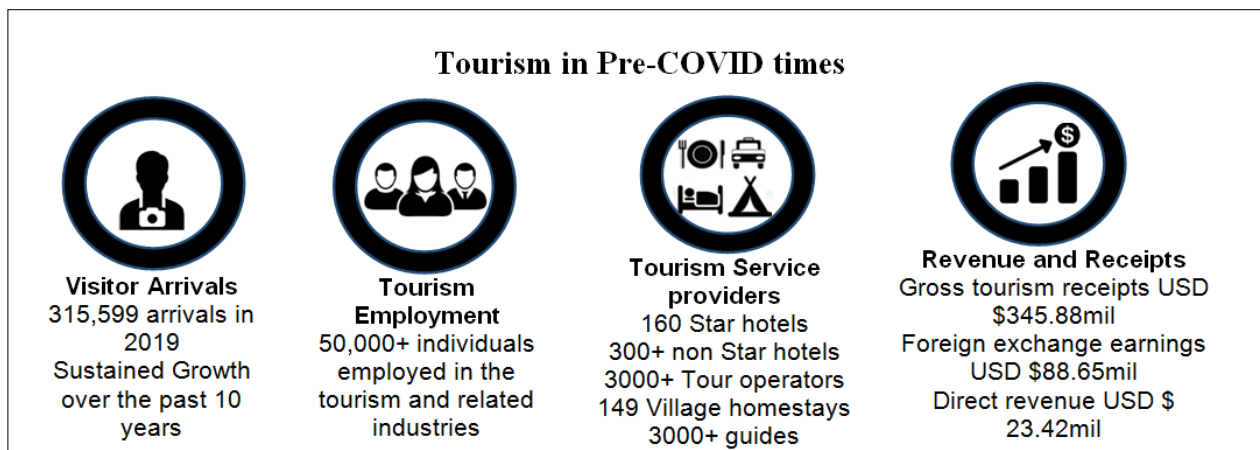 Tourism in Pre-COVID times
Visitor Arrivals
315,599 arrivals in
2019
Sustained Growth
over the past 10
years
Tourism
Employment
50,000+ individuals
employed in the
tourism and related
industries
Tourism Service
providers
160 Star hotels
300+ non Star hotels
3000+ Tour operators
149 Village homestays
3000+ guides
$
Revenue and Receipts
Gross tourism receipts USD
$345.88mil
Foreign exchange earnings
USD $88.65mil
Direct revenue USD $
23.42mil